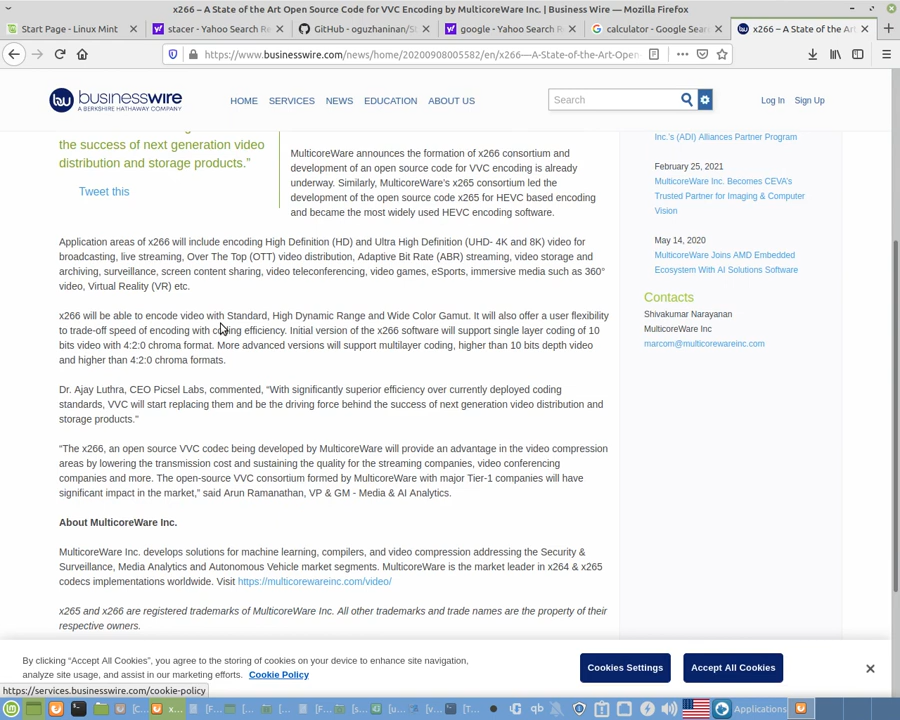 x266 – A State of the Art Open Source Code for VVC Encoding by MulticoreWare Inc. | Business Wire — Mozilla Firefox
Start Page - Linux Mint
stacer - Yahoo Search Re
GitHub - oguzhaninan/St
google - Yahoo Search Re
calculator - Google Sear
x266 – A State of the Art
https://www.businesswire.com/news/home/20200908005582/en/x266—A-State-of-the-Art-Open-
businesswire
A BERKSHIRE HATHAWAY COMPANY
HOME SERVICES NEWS EDUCATION ABOUT US
Search
Log In Sign Up
the success of next generation video
distribution and storage products.”
Tweet this
MulticoreWare announces the formation of x266 consortium and
development of an open source code for VVC encoding is already
underway. Similarly, MulticoreWare’s x265 consortium led the
development of the open source code x265 for HEVC based encoding
and became the most widely used HEVC encoding software.
Application areas of x266 will include encoding High Definition (HD) and Ultra High Definition (UHD- 4K and 8K) video for
broadcasting, live streaming, Over The Top (OTT) video distribution, Adaptive Bit Rate (ABR) streaming, video storage and
archiving, surveillance, screen content sharing, video teleconferencing, video games, eSports, immersive media such as 360°
video, Virtual Reality (VR) etc.
x266 will be able to encode video with Standard, High Dynamic Range and Wide Color Gamut. It will also offer a user flexibility
to trade-off speed of encoding with coding efficiency. Initial version of the x266 software will support single layer coding of 10
bits video with 4:2:0 chroma format. More advanced versions will support multilayer coding, higher than 10 bits depth video
and higher than 4:2:0 chroma formats.
Dr. Ajay Luthra, CEO Picsel Labs, commented, “With significantly superior efficiency over currently deployed coding
standards, VVC will start replacing them and be the driving force behind the success of next generation video distribution and
storage products.”
“The x266, an open source VVC codec being developed by MulticoreWare will provide an advantage in the video compression
areas by lowering the transmission cost and sustaining the quality for the streaming companies, video conferencing
companies and more. The open-source VVC consortium formed by MulticoreWare with major Tier-1 companies will have
significant impact in the market,” said Arun Ramanathan, VP & GM - Media & AI Analytics.
About MulticoreWare Inc.
MulticoreWare Inc. develops solutions for machine learning, compilers, and video compression addressing the Security &
Surveillance, Media Analytics and Autonomous Vehicle market segments. MulticoreWare is the market leader in x264 & x265
codecs implementations worldwide. Visit https://multicorewareinc.com/video/
x265 and x266 are registered trademarks of MulticoreWare Inc. All other trademarks and trade names are the property of their
respective owners.
Inc.’s (ADI) Alliances Partner Program
February 25, 2021
MulticoreWare Inc. Becomes CEVA’s
Trusted Partner for Imaging & Computer
Vision
May 14, 2020
MulticoreWare Joins AMD Embedded
Ecosystem With AI Solutions Software
Contacts
Shivakumar Narayanan
MulticoreWare Inc
marcom@multicorewareinc.com
By clicking “Accept All Cookies”, you agree to the storing of cookies on your device to enhance site navigation,
analyze site usage, and assist in our marketing efforts. Cookie Policy
Cookies Settings
Accept All Cookies
https://services.businesswire.com/cookie-policy
Applications